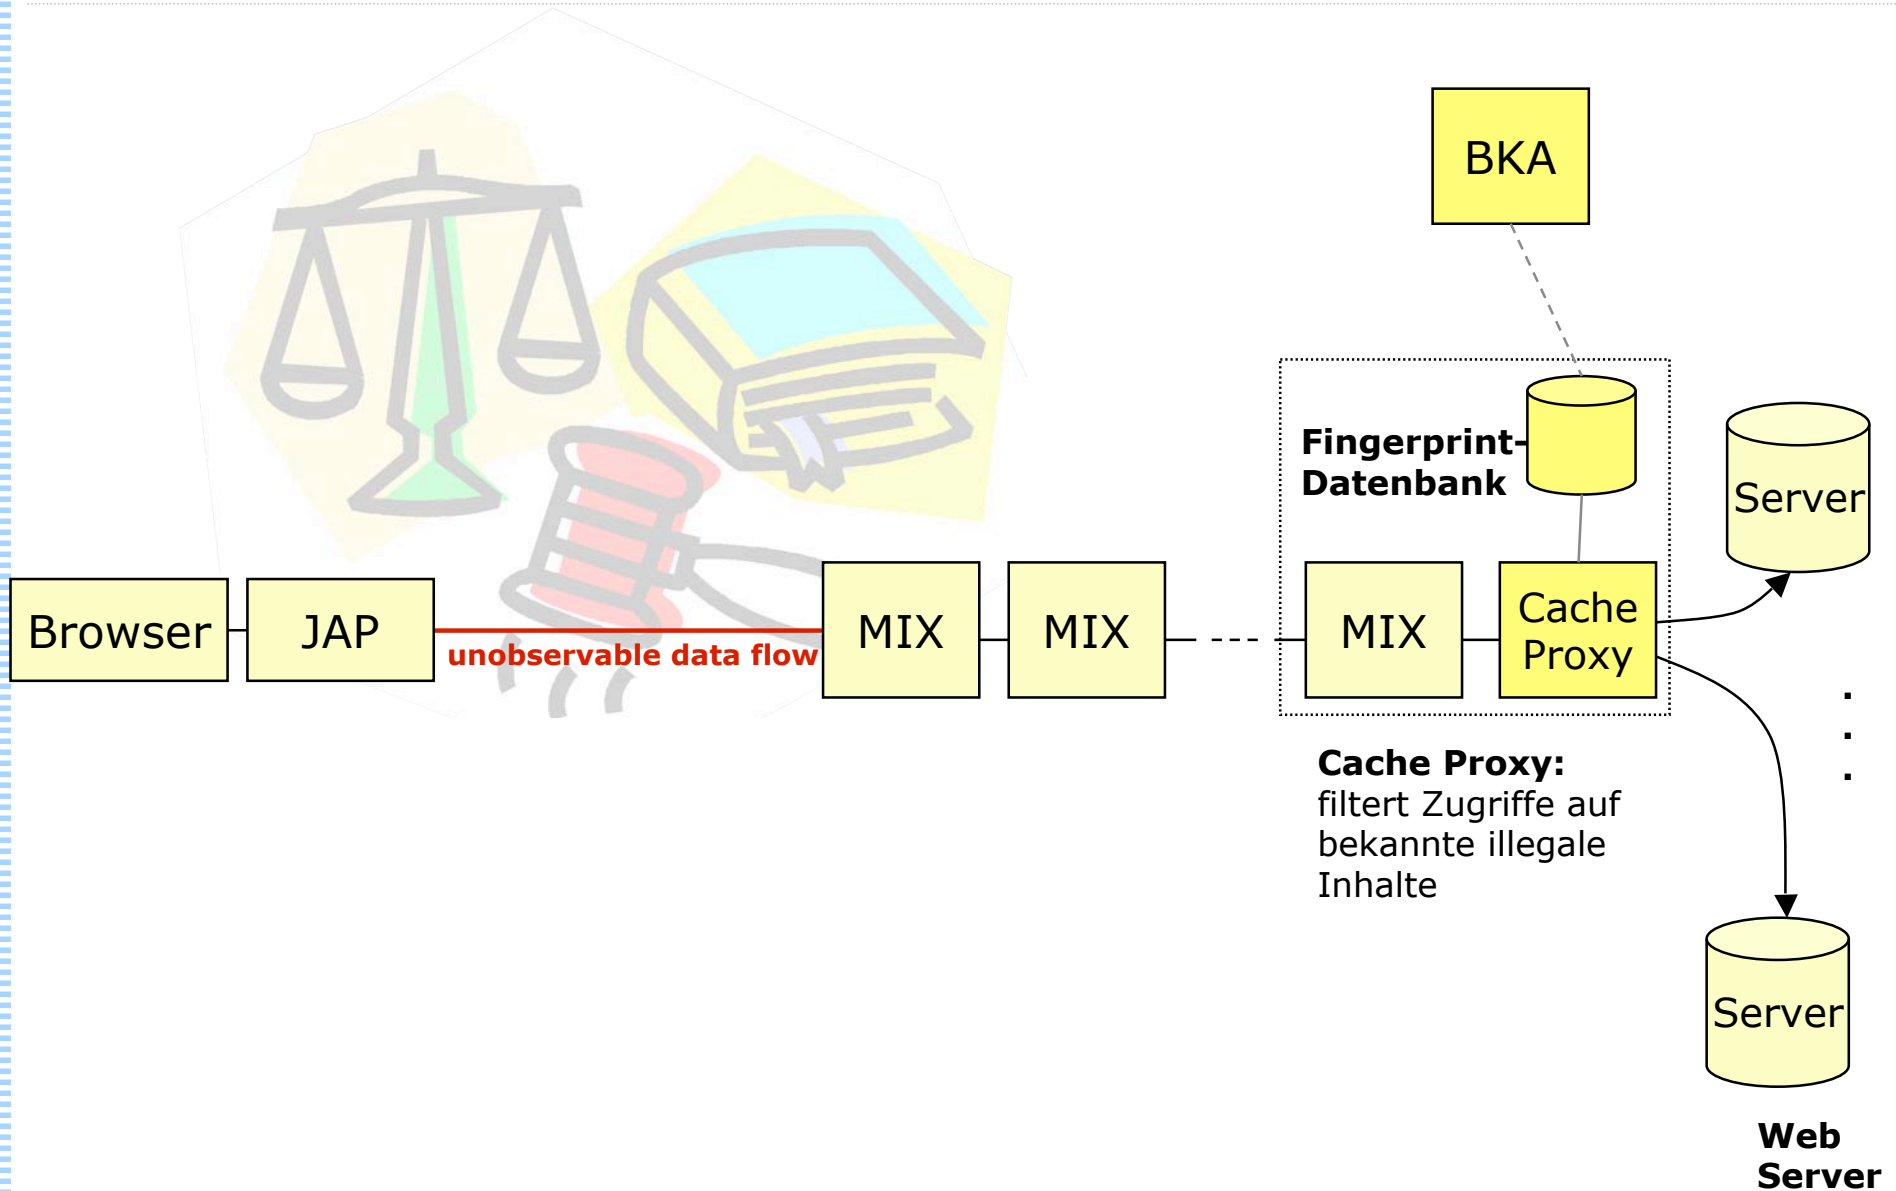 BKA
Fingerprint-
Datenbank
Server
Browser
JAP
unobservable data flow
MIX
MIX
MIX
Cache
Proxy
.
.
.
Cache Proxy:
filtert Zugriffe auf
bekannte illegale
Inhalte
Server
Web
Server